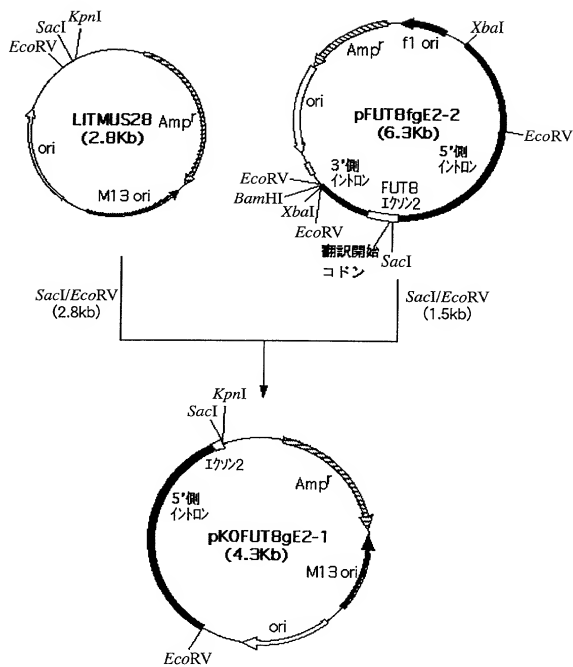 KpnI
SacI
EcoRV
LITMUS28
(2.8Kb)
Ampr
ori
M13 ori
Ampr
f1 ori
XbaI
ori
pFUT8fgE2-2
(6.3Kb)
EcoRV
5'側
イントロン
3'側
イントロン
FUT8
エクソン2
EcoRV
BamHI
XbaI
EcoRV
翻訳開始
コドン
SacI
SacI/EcoRV
(2.8kb)
SacI/EcoRV
(1.5kb)
KpnI
SacI
エクソン2
5'側
イントロン
Ampr
pKOFUT8gE2-1
(4.3Kb)
M13 ori
ori
EcoRV